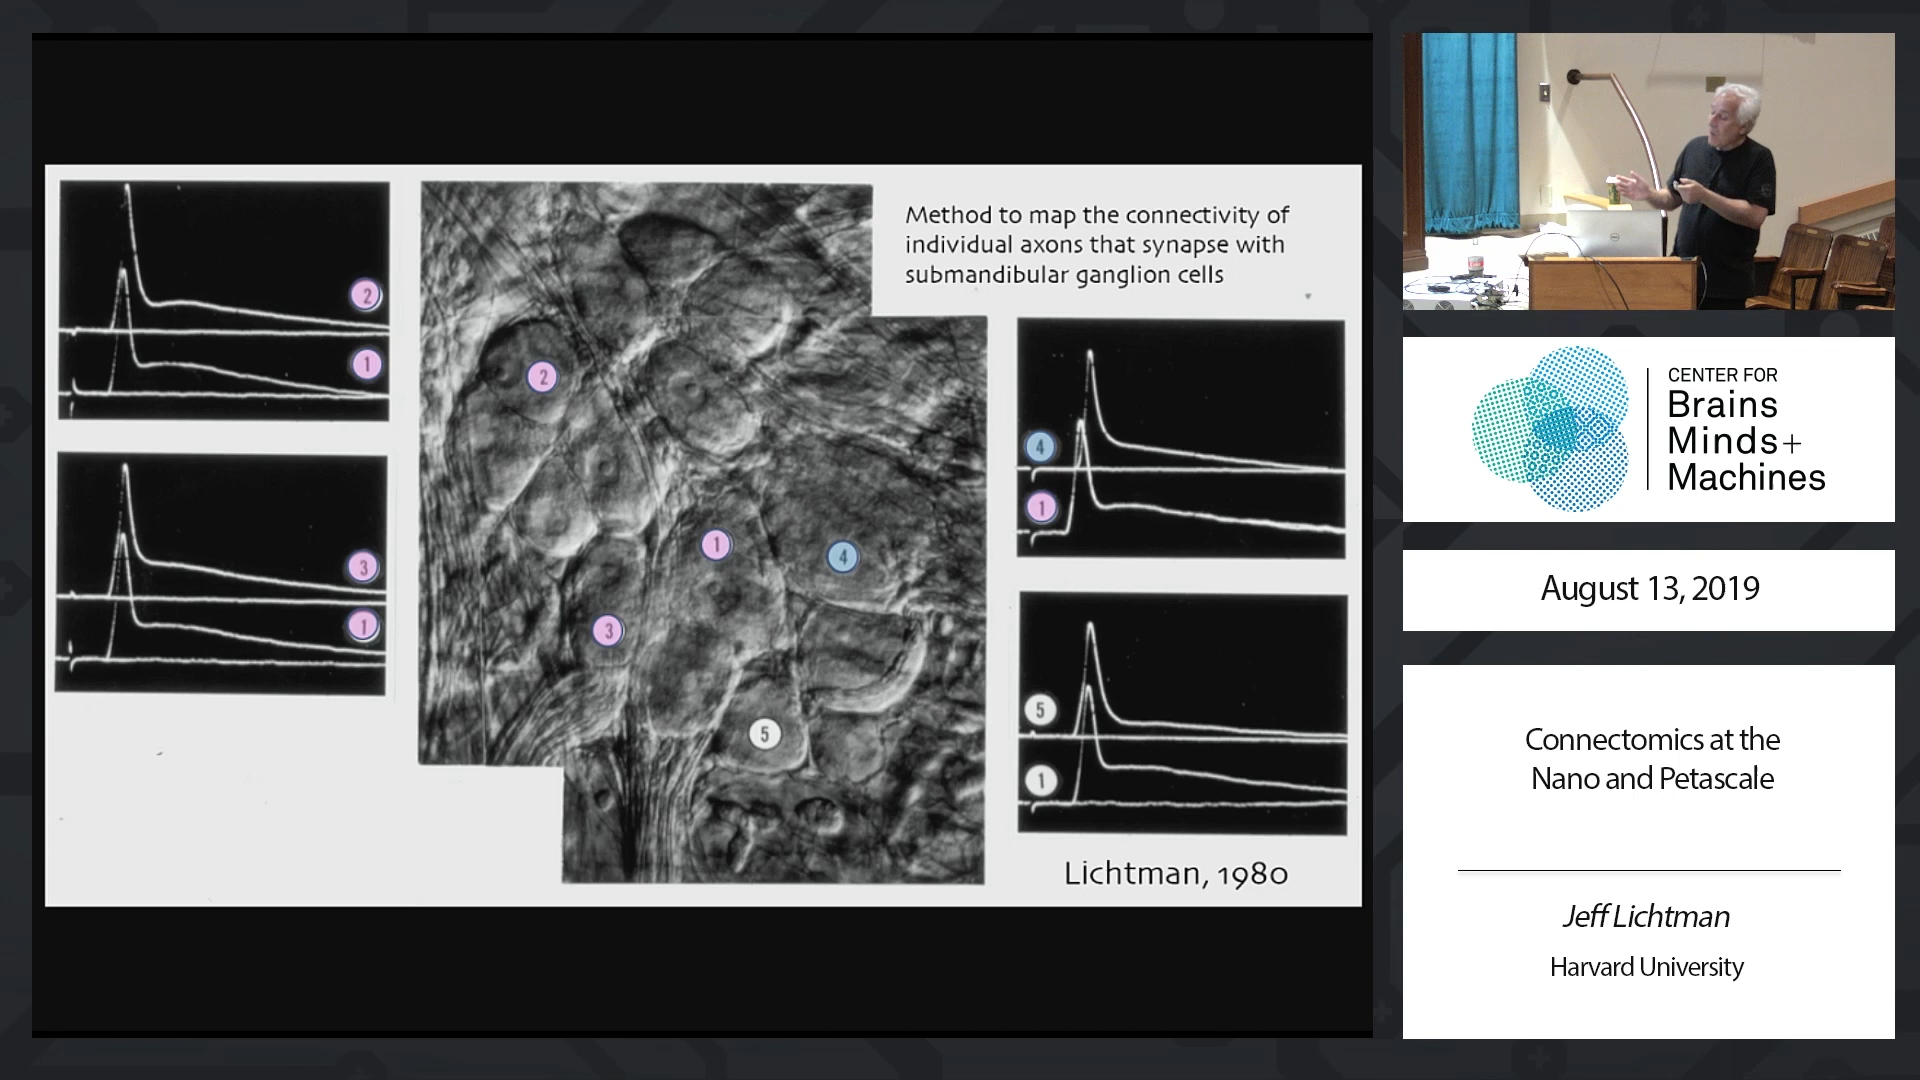 Method to map the connectivity of
individual axons that synapse with
submandibular ganglion cells
2
1
3
1
2
1
4
3
5
4
1
5
1
Lichtman, 1980
CENTER FOR
Brains
Minds+
Machines
August 13, 2019
Connectomics at the
Nano and Petascale
Jeff Lichtman
Harvard University